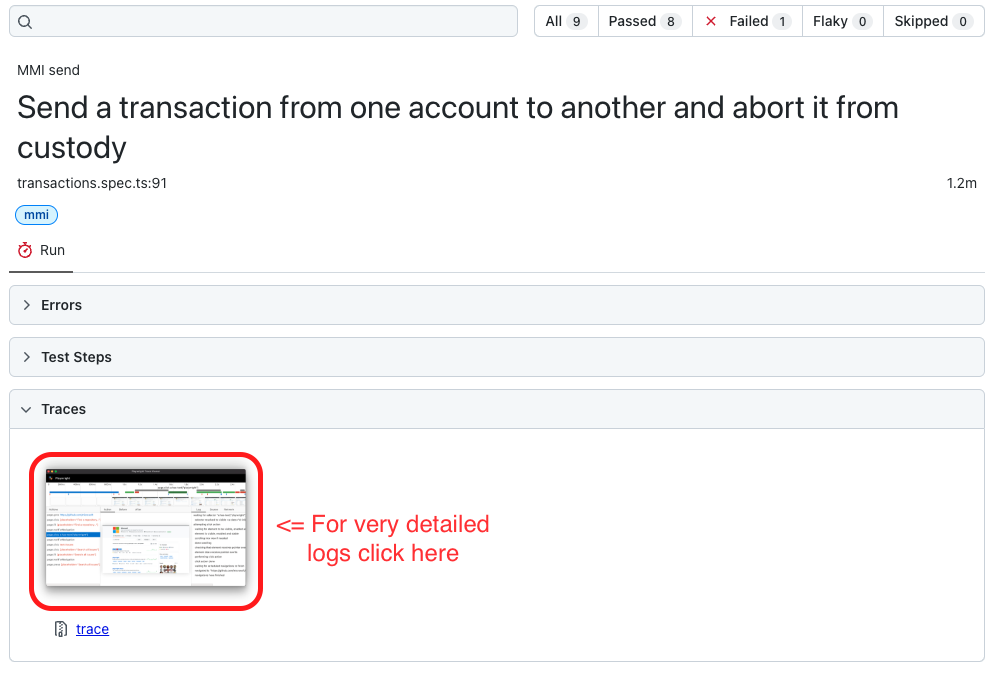 All 9 Passed 8 Failed 1 Flaky 0 Skipped 0
MMI send
Send a transaction from one account to another and abort it from
custody
transactions.spec.ts:91 1.2m
mmi
Run
Errors
Test Steps
Traces
<= For very detailed
logs click here
trace